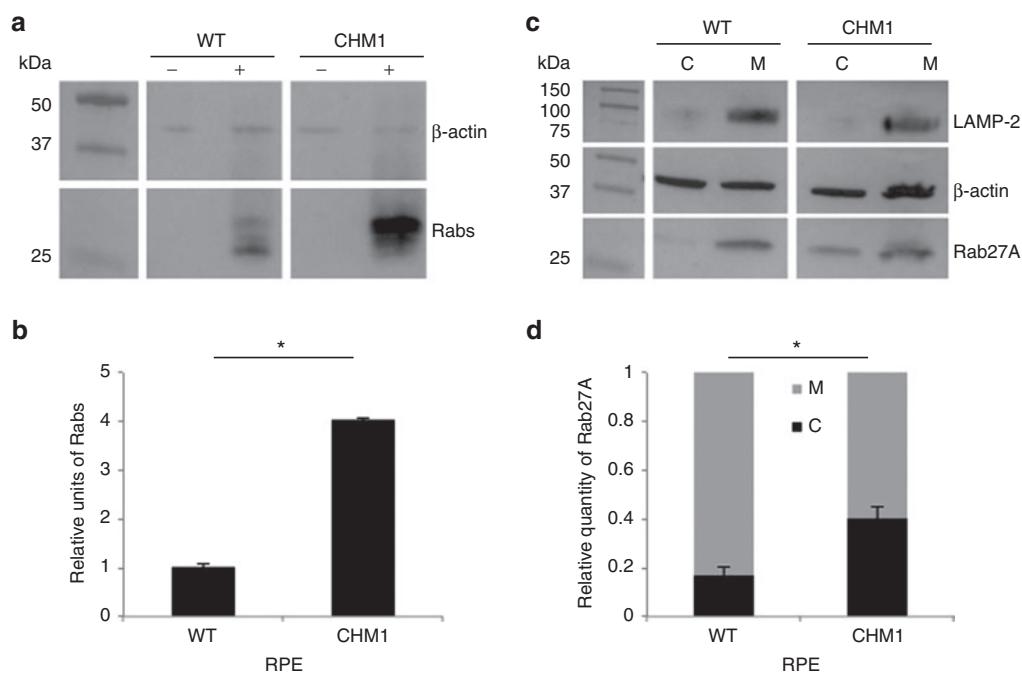 a
WT CHM1
kDa − + − +
50
β-actin
37
Rabs
25
b
*
5
4
3
2
1
0
Relative units of Rabs
WT CHM1
RPE
c
WT CHM1
kDa C M C M
150
100
75
LAMP-2
50
37
β-actin
25
Rab27A
d
*
1
0.8
0.6
0.4
0.2
0
Relative quantity of Rab27A
M
C
WT CHM1
RPE